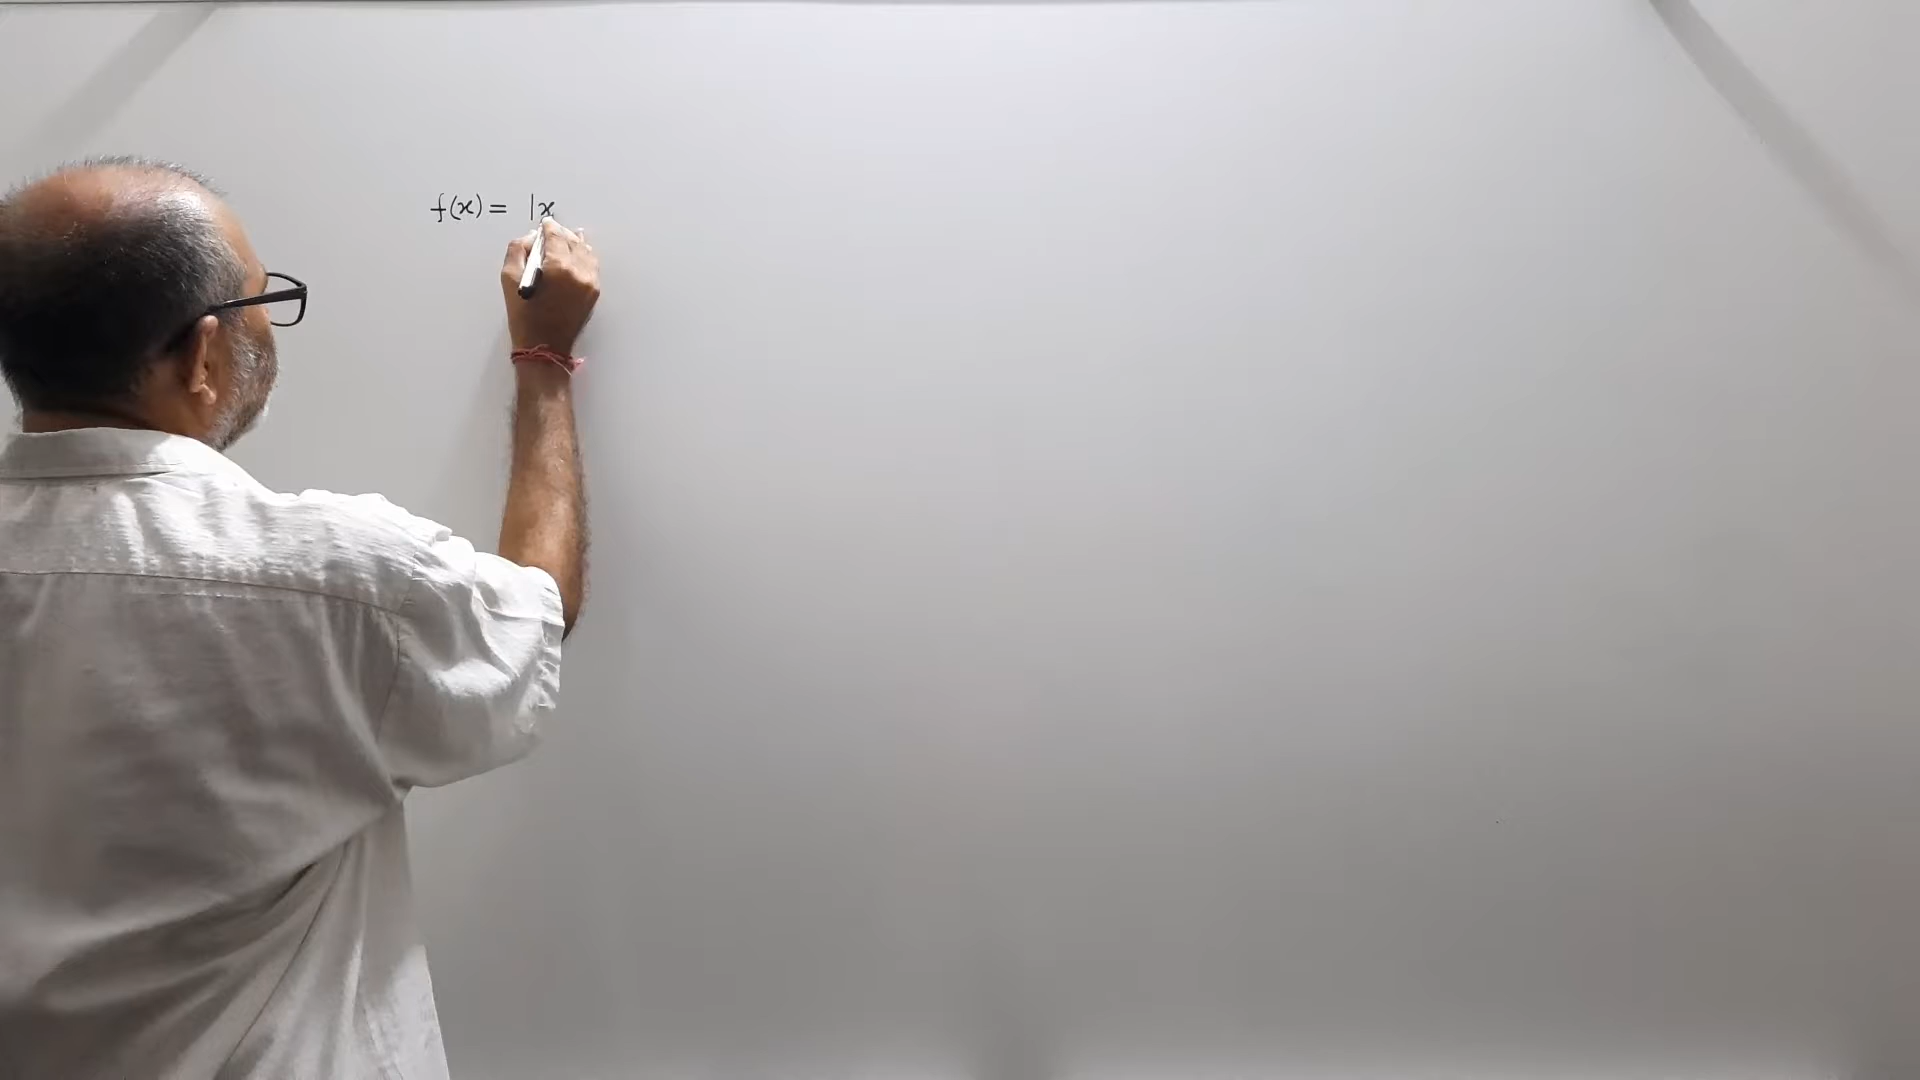 f(x) = |x